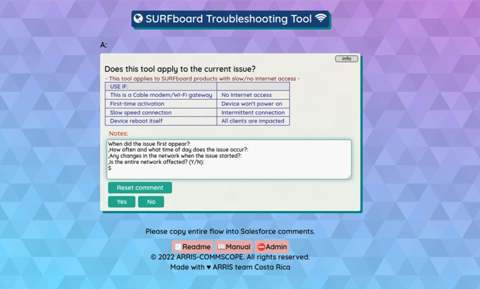 SURFboard Troubleshooting Tool
A:
info
Does this tool apply to the current issue?
- This tool applies to SURFboard products with slow/no internet access -
USE IF:
This is a Cable modem/Wi-Fi gateway No Internet access
First-time activation Device won't power on
Slow speed connection Intermittent connection
Device reboot itself All clients are impacted
Notes:
When did the issue first appear?:
,How often and what time of day does the issue occur?:
,Any changes in the network when the issue started?:
,Is the entire network affected? (Y/N):
S
Reset comment
Yes No
Please copy entire flow into Salesforce comments.
Readme Manual Admin
© 2022 ARRIS-COMMSCOPE. All rights reserved.
Made with ♥ ARRIS team Costa Rica